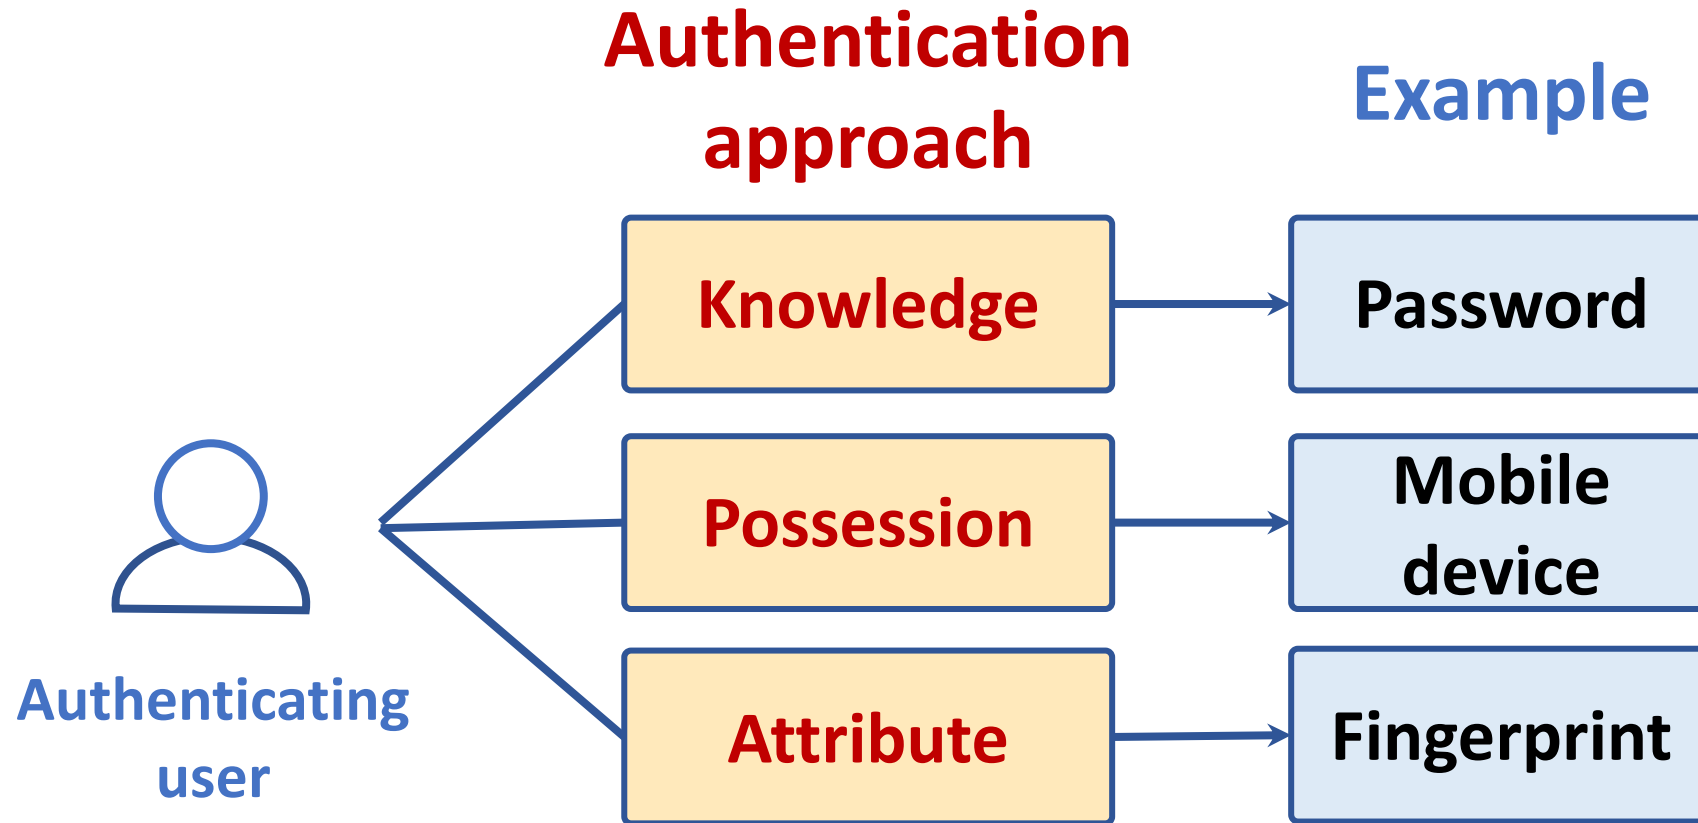 Authentication
approach
Example
Knowledge
Password
Possession
Mobile
device
Attribute
Fingerprint
Authenticating
user